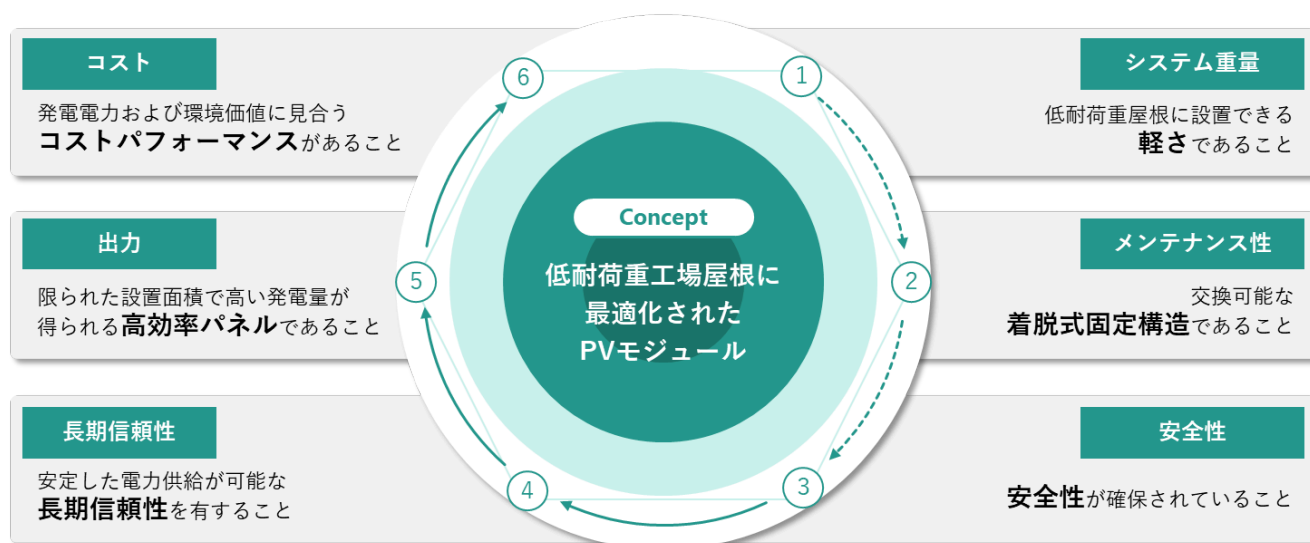 コスト
発電電力および環境価値に見合う
コストパフォーマンスがあること
出力
限られた設置面積で高い発電量が
得られる高効率パネルであること
長期信頼性
安定した電力供給が可能な
長期信頼性を有すること
6
1
5
2
4
3
Concept
低耐荷重工場屋根に
最適化された
PVモジュール
システム重量
低耐荷重屋根に設置できる
軽さであること
メンテナンス性
交換可能な
着脱式固定構造であること
安全性
安全性が確保されていること